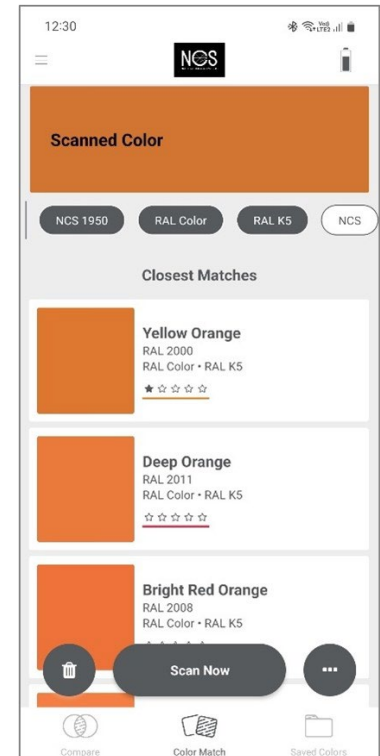 12:30
Vo))
LTE2
NCS
Scanned Color
NCS 1950
RAL Color
RAL K5
NCS
Closest Matches
Yellow Orange
RAL 2000
RAL Color • RAL K5
Deep Orange
RAL 2011
RAL Color • RAL K5
Bright Red Orange
RAL 2008
RAL Color • RAL K5
Scan Now
Compare
Color Match
Saved Colors